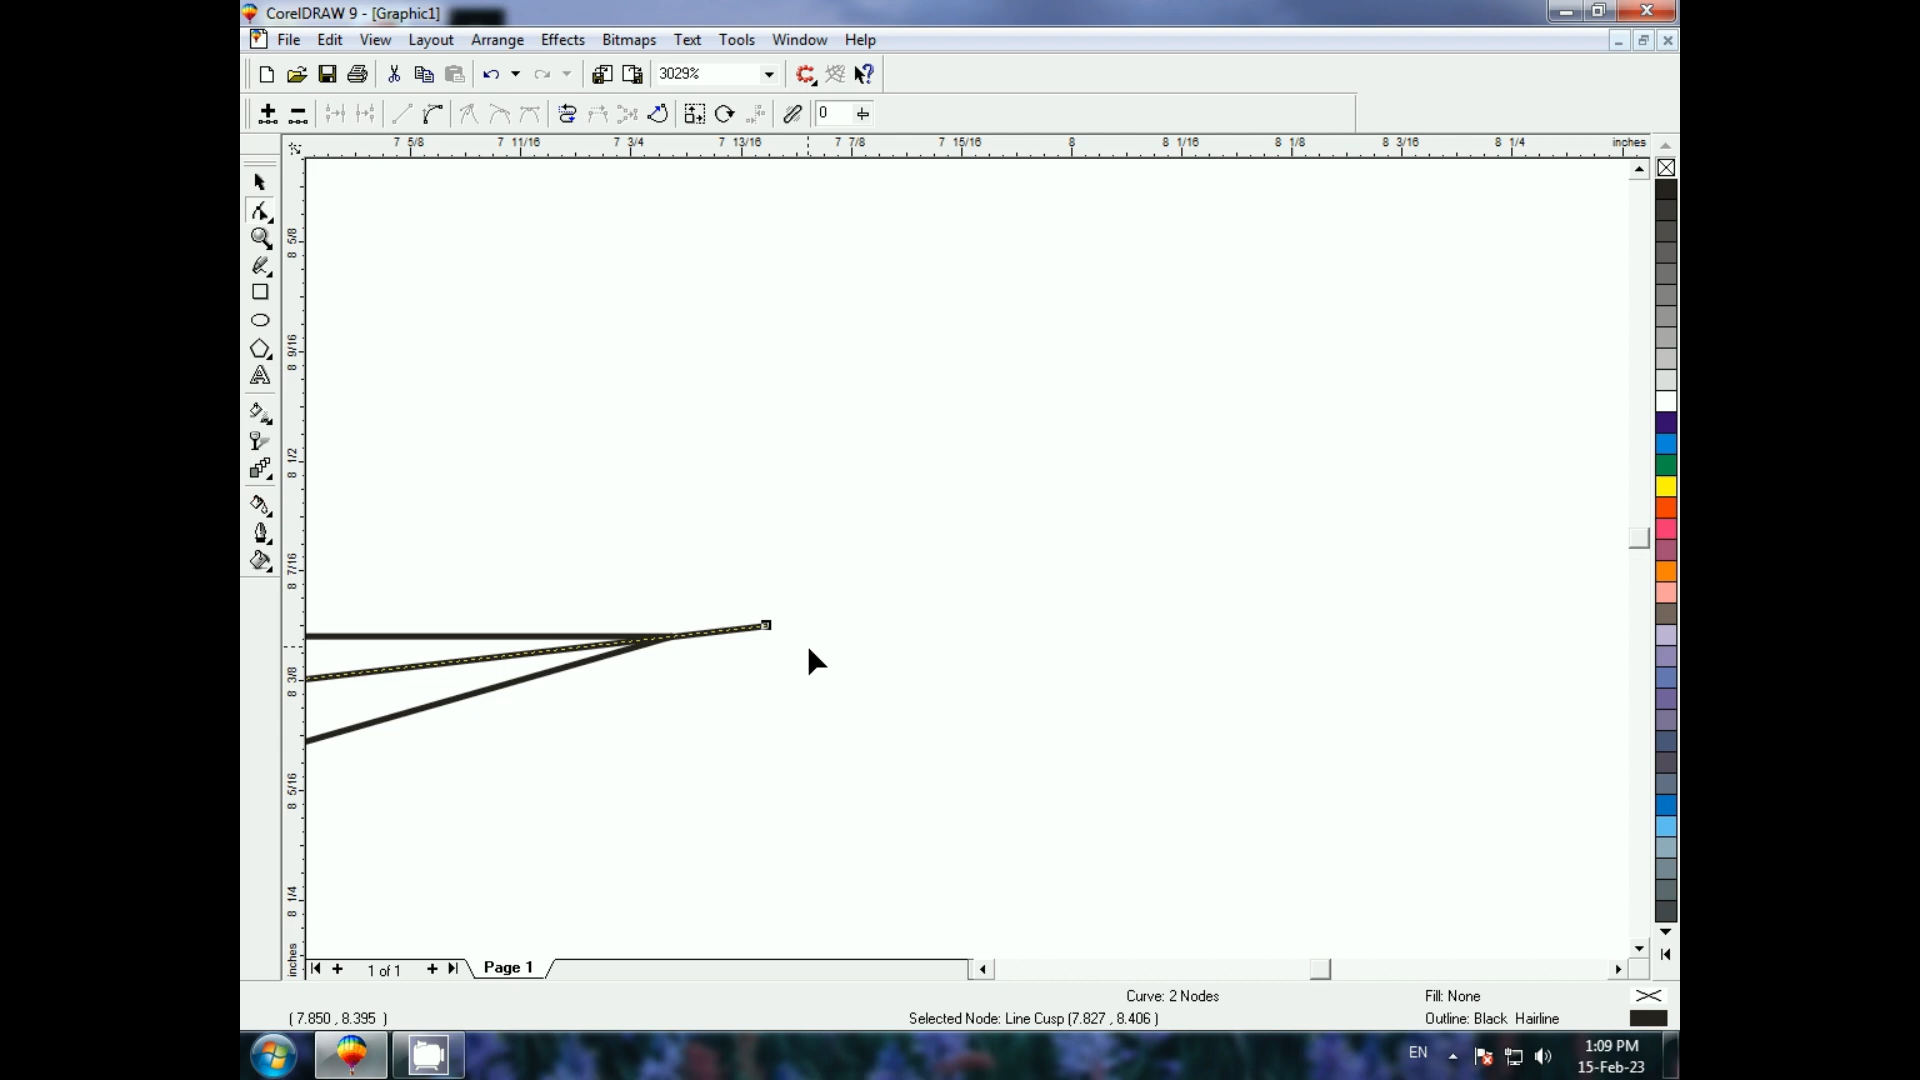 CorelDRAW 9 - [Graphic1]
File Edit View Layout Arrange Effects Bitmaps Text Tools Window Help
3029%
0
7 5/8 7 11/16 7 3/4 7 13/16 7 7/8 7 15/16 8 8 1/16 8 1/8 8 3/16 8 1/4 inches
8 5/8
8 9/16
8 1/2
8 7/16
8 3/8
8 5/16
8 1/4
inches
1 of 1 Page 1
Curve: 2 Nodes Fill: None
( 7.850 , 8.395 ) Selected Node: Line Cusp (7.827 , 8.406 ) Outline: Black Hairline
EN 1:09 PM
15-Feb-23